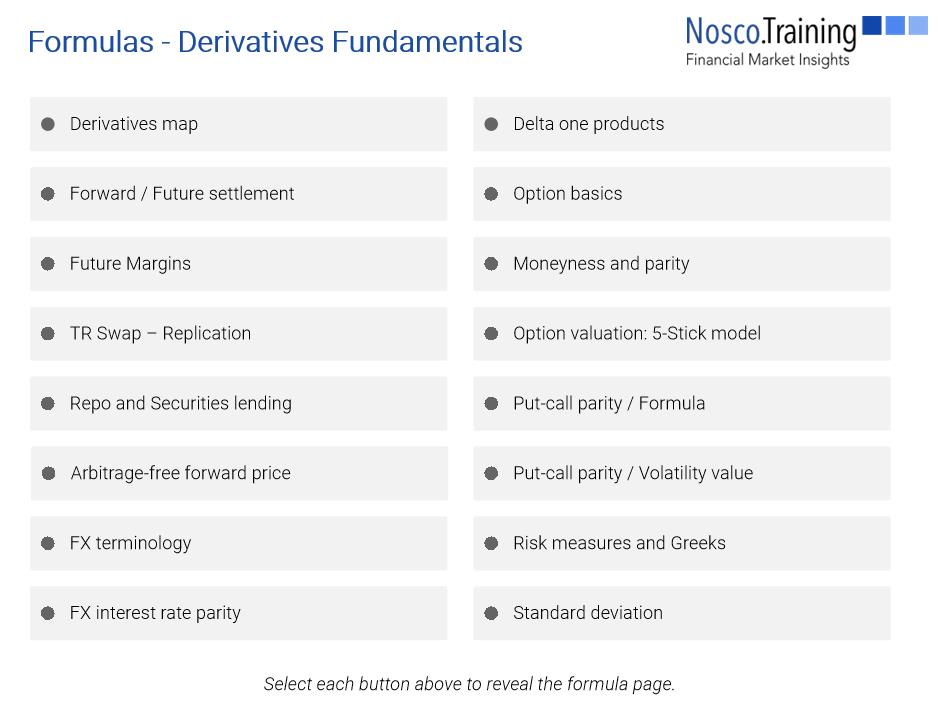 Formulas - Derivatives Fundamentals
Nosco.Training
Financial Market Insights
Derivatives map
Forward / Future settlement
Future Margins
TR Swap – Replication
Repo and Securities lending
Arbitrage-free forward price
FX terminology
FX interest rate parity
Delta one products
Option basics
Moneyness and parity
Option valuation: 5-Stick model
Put-call parity / Formula
Put-call parity / Volatility value
Risk measures and Greeks
Standard deviation
Select each button above to reveal the formula page.